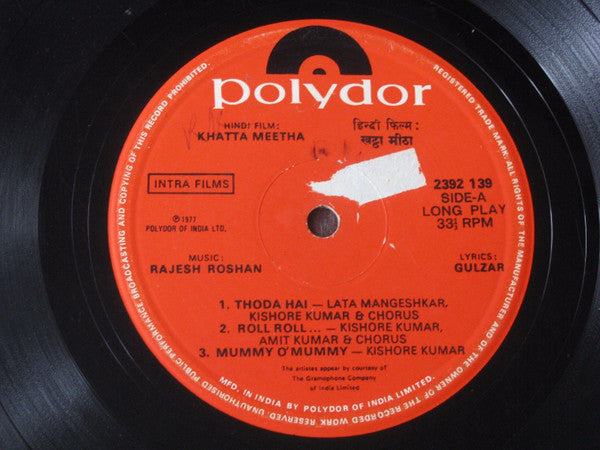 polydor
HINDI FILM:
KHATTA MEETHA
हिन्दी फिल्म :
खट्टा मीठा
INTRA FILMS
2392 139
SIDE-A
LONG PLAY
33⅓ RPM
℗ 1977
POLYDOR OF INDIA LTD.
MUSIC:
RAJESH ROSHAN
LYRICS:
GULZAR
1. THODA HAI — LATA MANGESHKAR,
KISHORE KUMAR & CHORUS
2. ROLL ROLL... — KISHORE KUMAR,
AMIT KUMAR & CHORUS
3. MUMMY O'MUMMY — KISHORE KUMAR
The artistes appear by courtesy of
The Gramophone Company
of India Limited
REGISTERED TRADE MARK. ALL RIGHTS OF THE MANUFACTURER AND OF THE OWNER OF THE RECORDED WORK RESERVED. UNAUTHORISED PUBLIC PERFORMANCE BROADCASTING AND COPYING OF THIS RECORD PROHIBITED.
MFD. IN INDIA BY POLYDOR OF INDIA LIMITED.